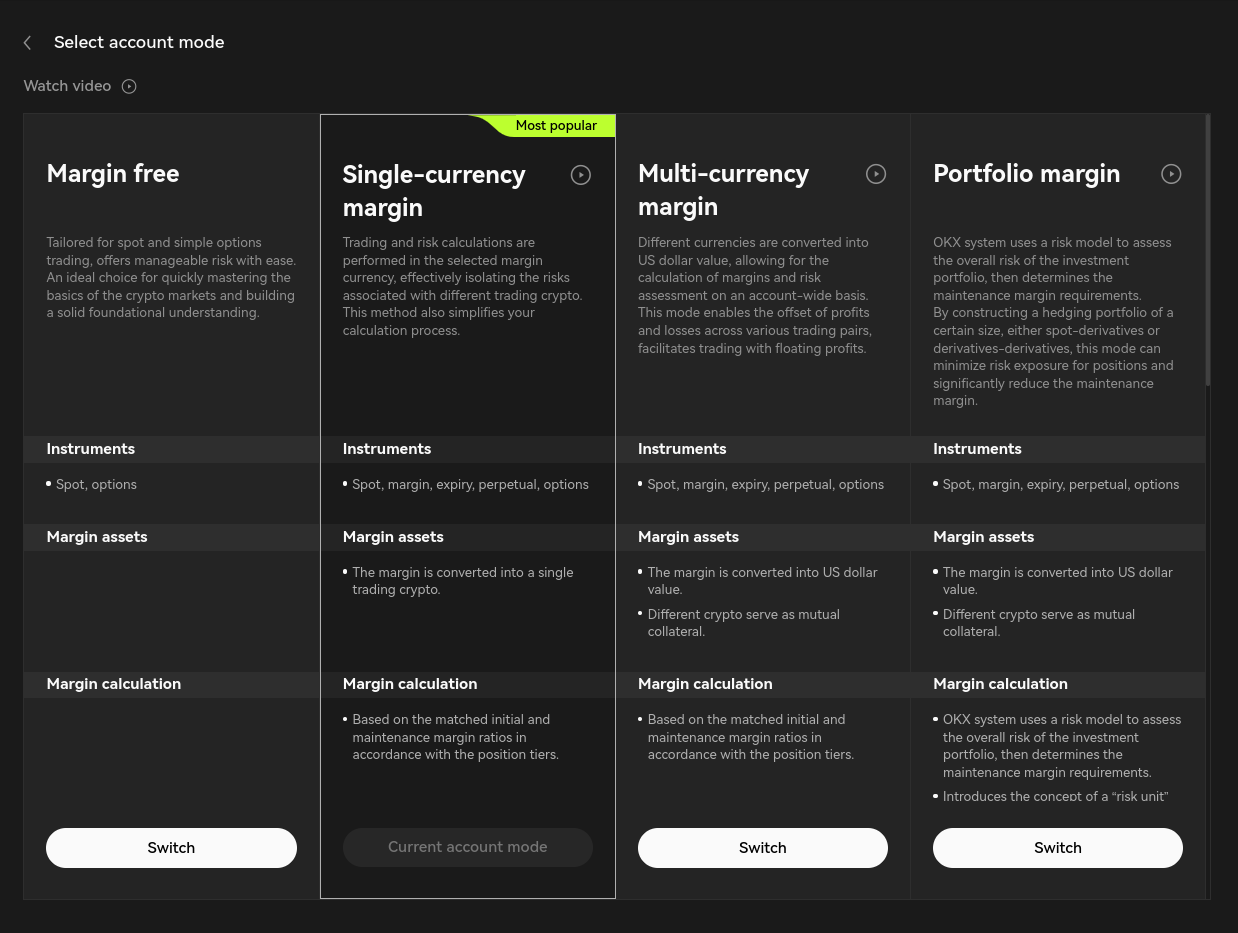 Select account mode
Watch video
Most popular
Margin free
Tailored for spot and simple options
trading, offers manageable risk with ease.
An ideal choice for quickly mastering the
basics of the crypto markets and building
a solid foundational understanding.
Instruments
Spot, options
Margin assets
Margin calculation
Switch
Single-currency
margin
Trading and risk calculations are
performed in the selected margin
currency, effectively isolating the risks
associated with different trading crypto.
This method also simplifies your
calculation process.
Instruments
Spot, margin, expiry, perpetual, options
Margin assets
The margin is converted into a single
trading crypto.
Margin calculation
Based on the matched initial and
maintenance margin ratios in
accordance with the position tiers.
Current account mode
Multi-currency
margin
Different currencies are converted into
US dollar value, allowing for the
calculation of margins and risk
assessment on an account-wide basis.
This mode enables the offset of profits
and losses across various trading pairs,
facilitates trading with floating profits.
Instruments
Spot, margin, expiry, perpetual, options
Margin assets
The margin is converted into US dollar
value.
Different crypto serve as mutual
collateral.
Margin calculation
Based on the matched initial and
maintenance margin ratios in
accordance with the position tiers.
Switch
Portfolio margin
OKX system uses a risk model to assess
the overall risk of the investment
portfolio, then determines the
maintenance margin requirements.
By constructing a hedging portfolio of a
certain size, either spot-derivatives or
derivatives-derivatives, this mode can
minimize risk exposure for positions and
significantly reduce the maintenance
margin.
Instruments
Spot, margin, expiry, perpetual, options
Margin assets
The margin is converted into US dollar
value.
Different crypto serve as mutual
collateral.
Margin calculation
OKX system uses a risk model to assess
the overall risk of the investment
portfolio, then determines the
maintenance margin requirements.
Introduces the concept of a “risk unit”
Switch